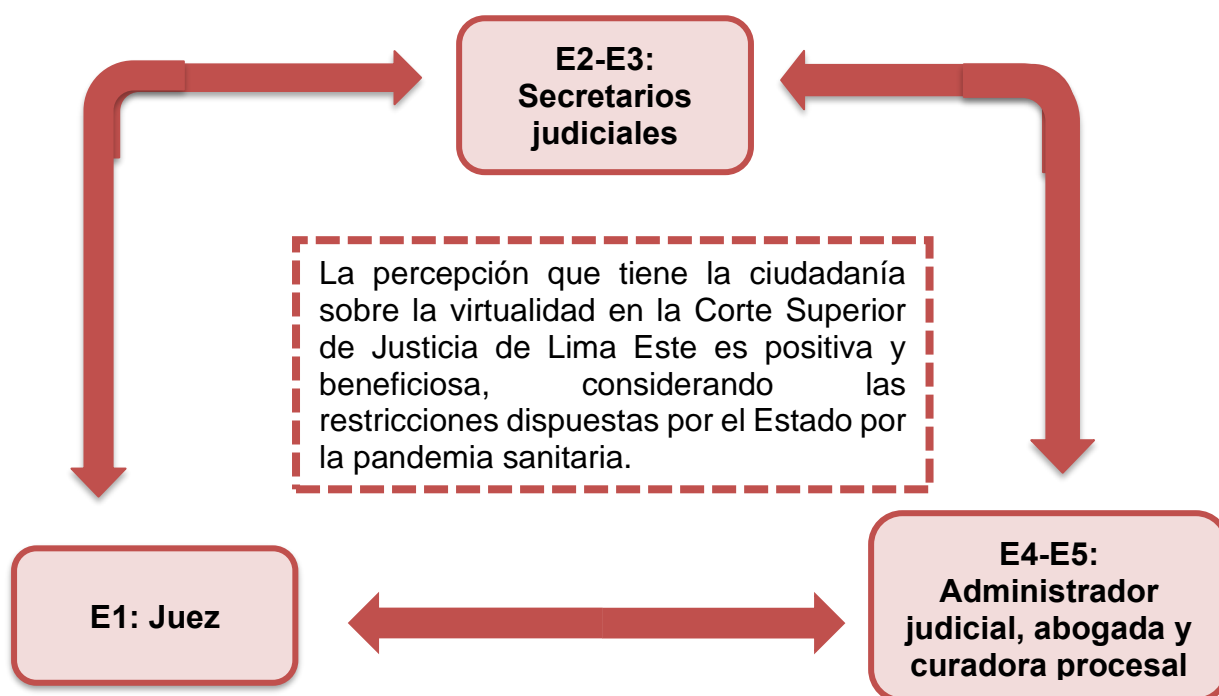 E2-E3:
Secretarios
judiciales
La percepción que tiene la ciudadanía
sobre la virtualidad en la Corte Superior
de Justicia de Lima Este es positiva y
beneficiosa, considerando las
restricciones dispuestas por el Estado por
la pandemia sanitaria.
E1: Juez
E4-E5:
Administrador
judicial, abogada y
curadora procesal